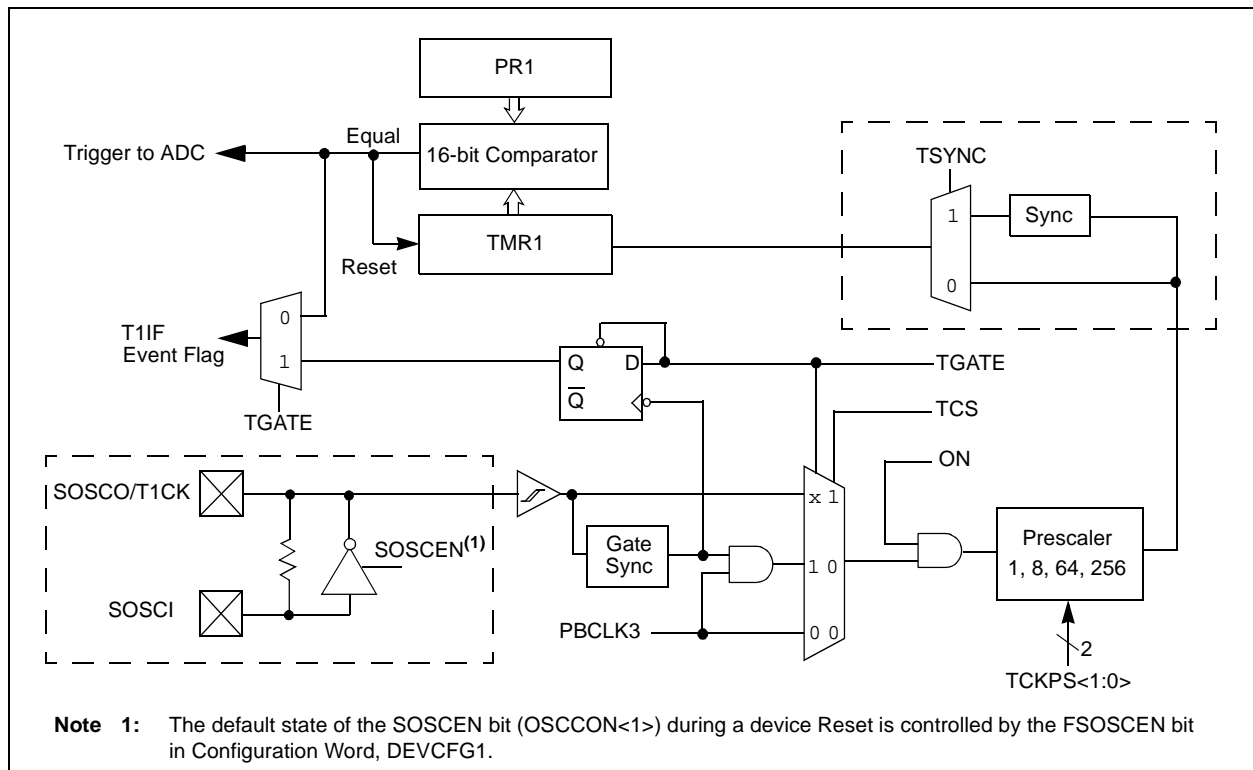 PR1
Equal
16-bit Comparator
Trigger to ADC
TSYNC
1
Sync
TMR1
Reset
0
0
T1IF
Event Flag
1
Q
D
Q̅
TGATE
TGATE
TCS
ON
SOSCO/T1CK
x 1
Prescaler
1, 8, 64, 256
SOSCEN(1)
Gate
Sync
1 0
SOSCI
PBCLK3
0 0
2
TCKPS<1:0>
Note 1: The default state of the SOSCEN bit (OSCCON<1>) during a device Reset is controlled by the FSOSCEN bit
in Configuration Word, DEVCFG1.